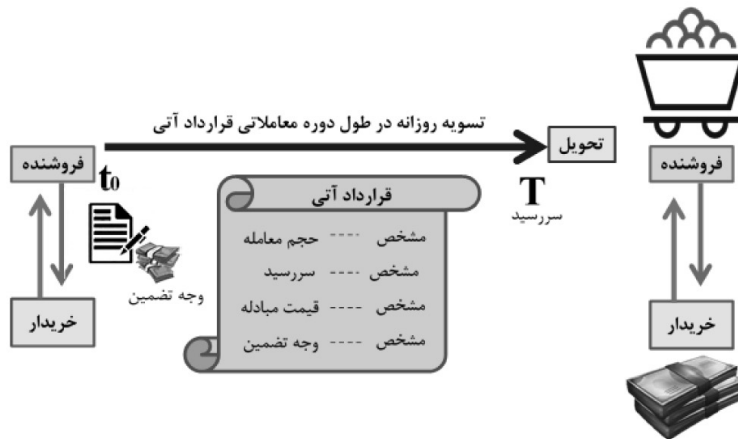 تسویه روزانه در طول دوره معاملاتی قرارداد آتی
تحویل
فروشنده
t0
T
سررسید
فروشنده
قرارداد آتی
حجم معامله ---- مشخص
سررسید ---- مشخص
قیمت مبادله ---- مشخص
وجه تضمین ---- مشخص
وجه تضمین
خریدار
خریدار